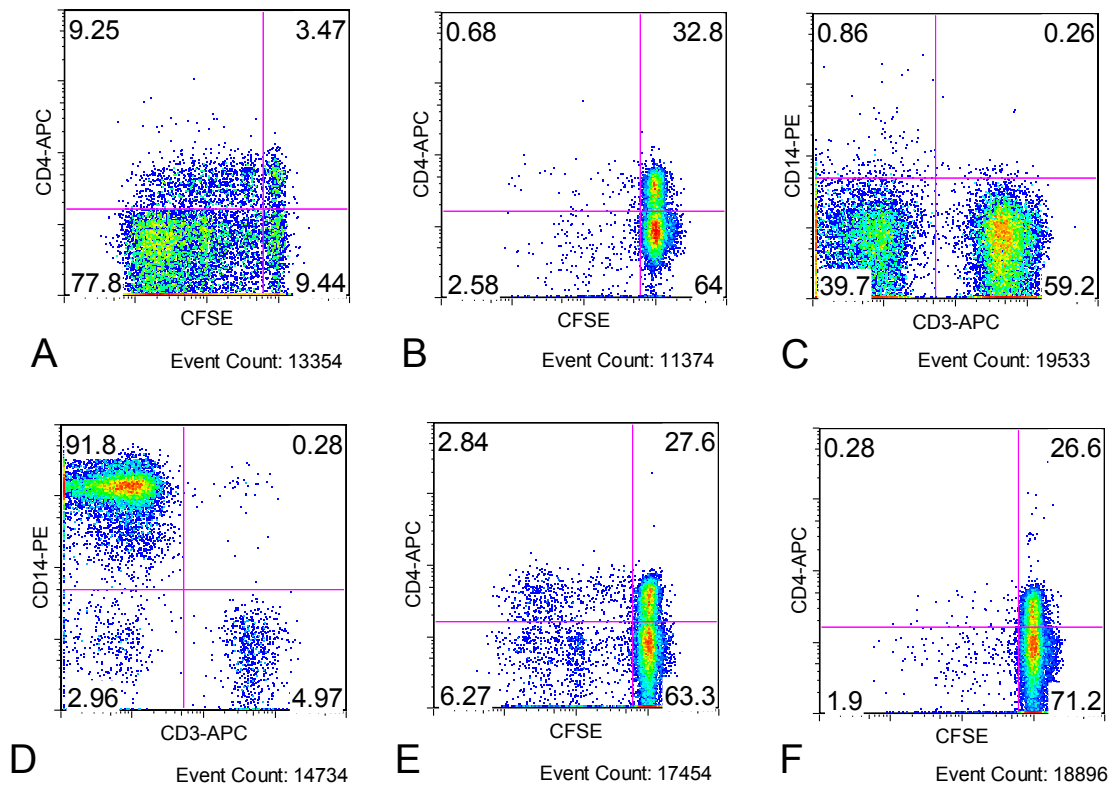 9.25 3.47
CD4-APC
77.8 9.44
CFSE
A Event Count: 13354
0.68 32.8
CD4-APC
2.58 64
CFSE
B Event Count: 11374
0.86 0.26
CD14-PE
39.7 59.2
CD3-APC
C Event Count: 19533
91.8 0.28
CD14-PE
2.96 4.97
CD3-APC
D Event Count: 14734
2.84 27.6
CD4-APC
6.27 63.3
CFSE
E Event Count: 17454
0.28 26.6
CD4-APC
1.9 71.2
CFSE
F Event Count: 18896